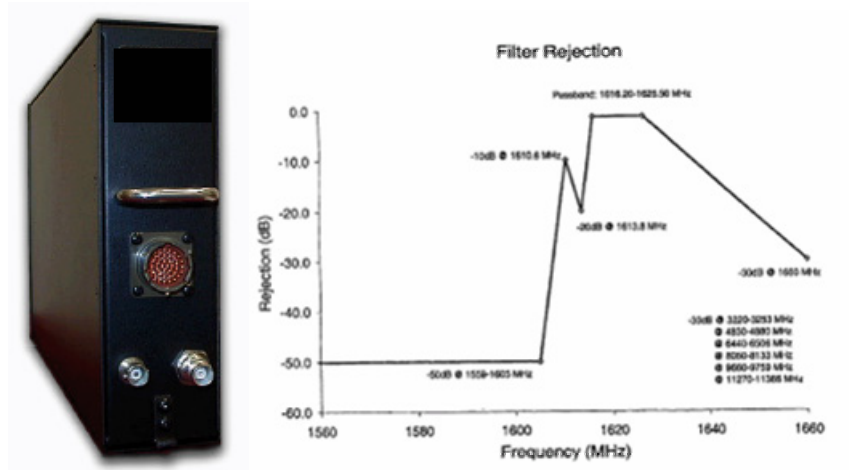 Filter Rejection
Passband: 1616.20-1626.50 MHz
0.0
-10.0
-20.0
-30.0
-40.0
-50.0
-60.0
Rejection (dB)
-10dB @ 1610.6 MHz
-20dB @ 1613.8 MHz
-30dB @ 1660 MHz
-50dB @ 1559-1605 MHz
-30dB @ 3220-3253 MHz
@ 4830-4880 MHz
@ 6440-6506 MHz
@ 8050-8133 MHz
@ 9660-9759 MHz
@ 11270-11386 MHz
1560
1580
1600
1620
1640
1660
Frequency (MHz)